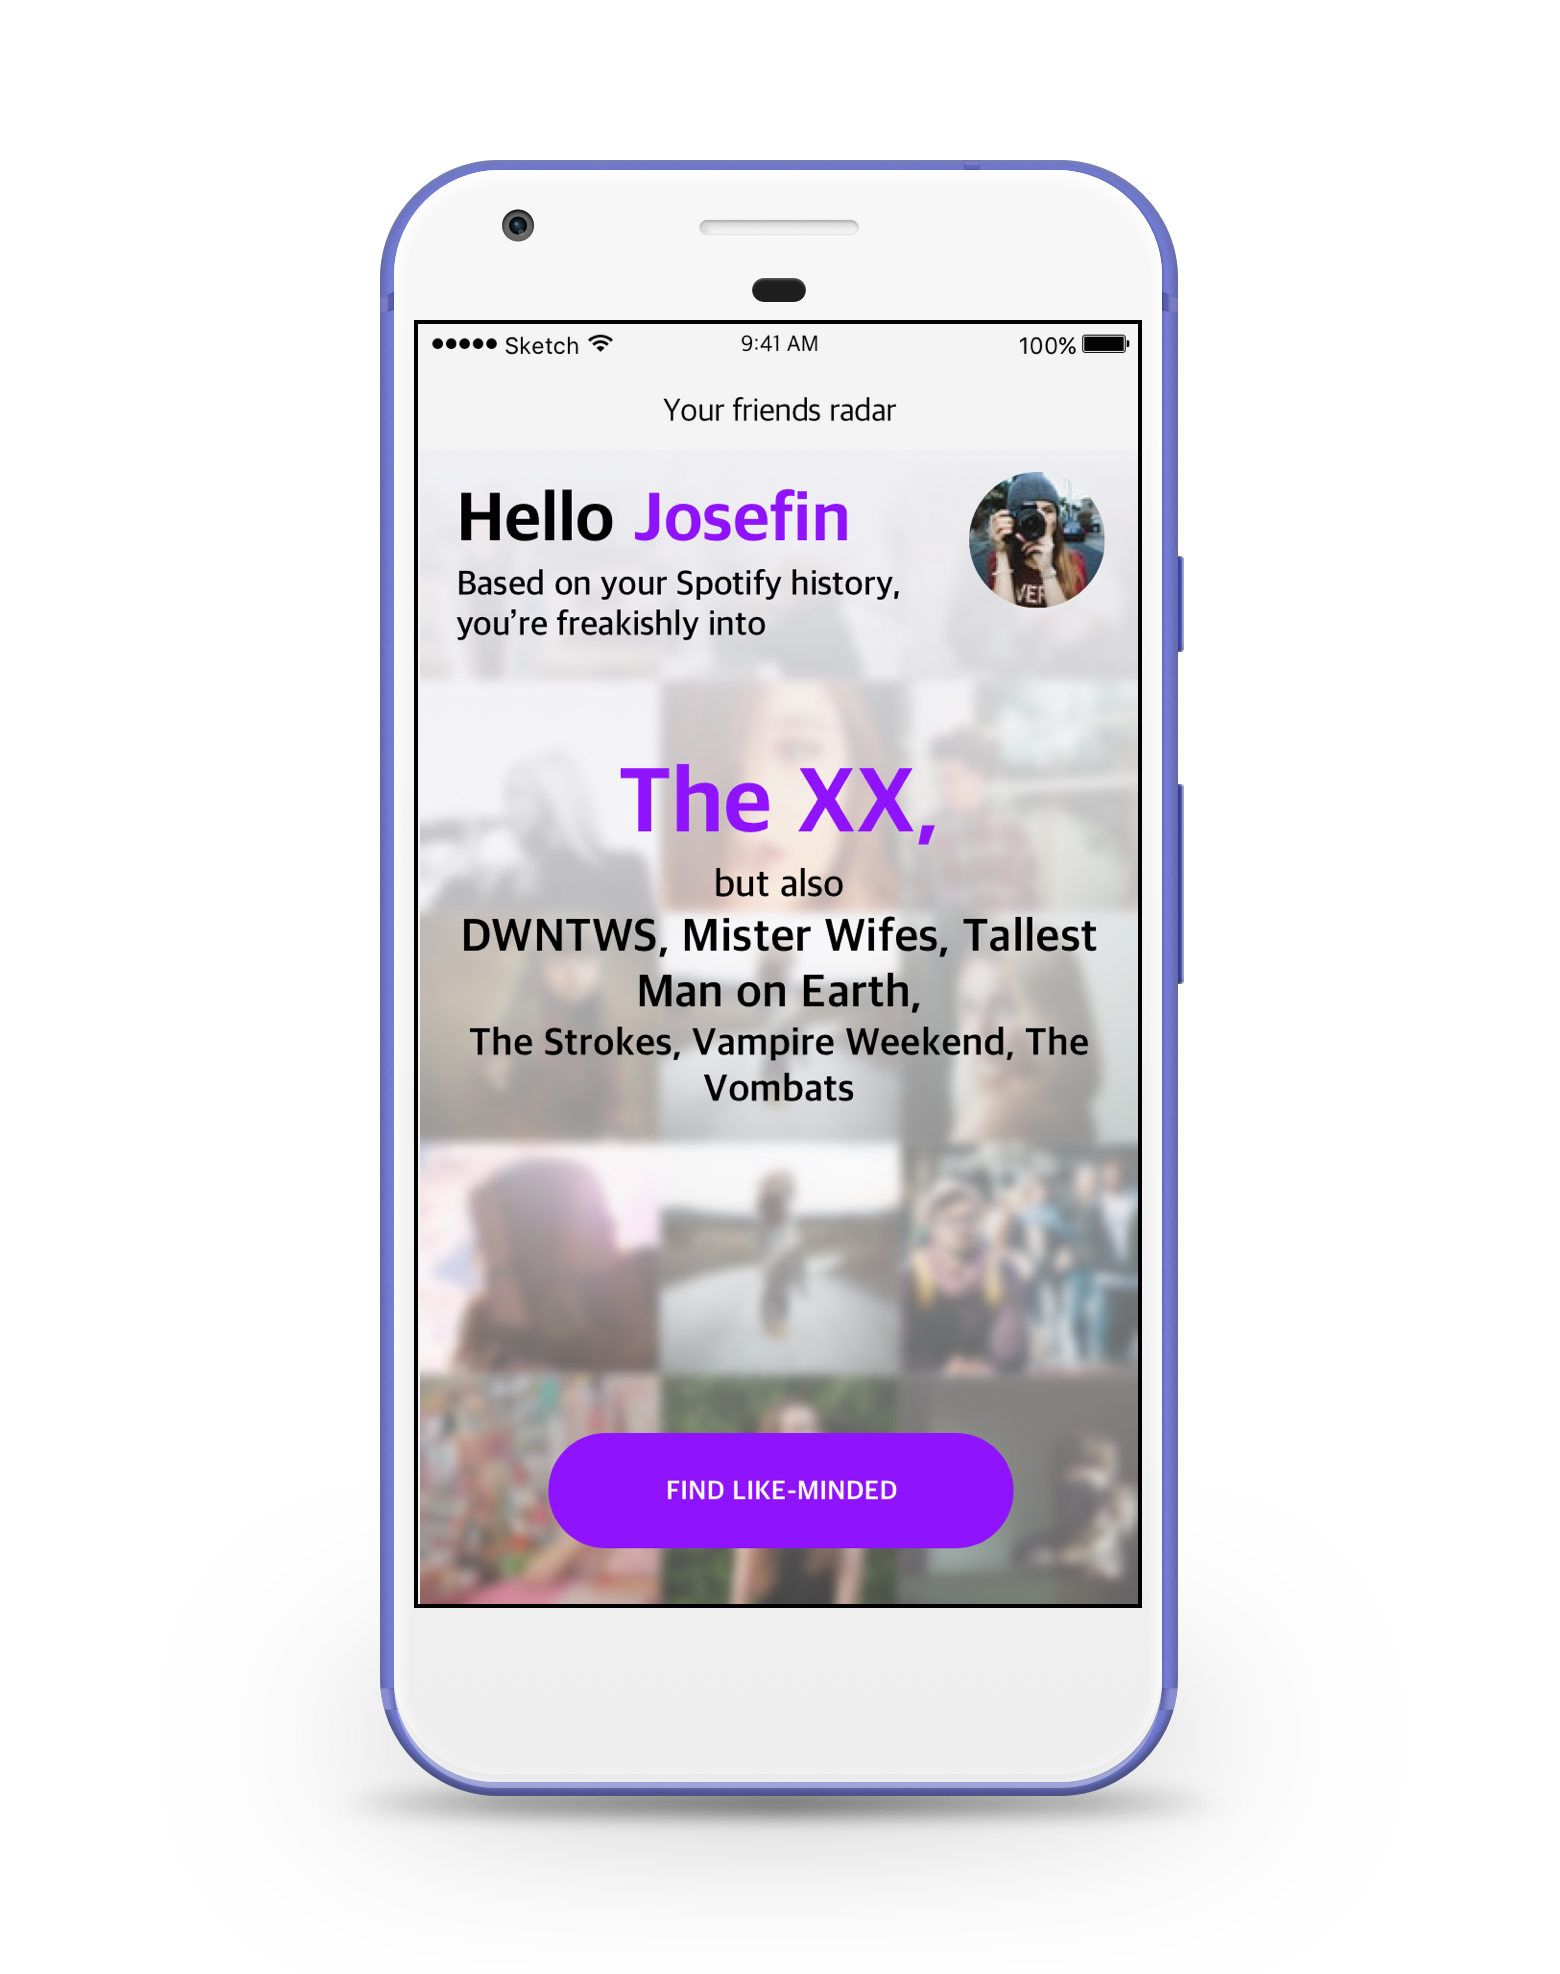 Sketch 9:41 AM 100%
Your friends radar
Hello Josefin
Based on your Spotify history,
you’re freakishly into
VER
The XX,
but also
DWNTWS, Mister Wifes, Tallest
Man on Earth,
The Strokes, Vampire Weekend, The
Vombats
FIND LIKE-MINDED